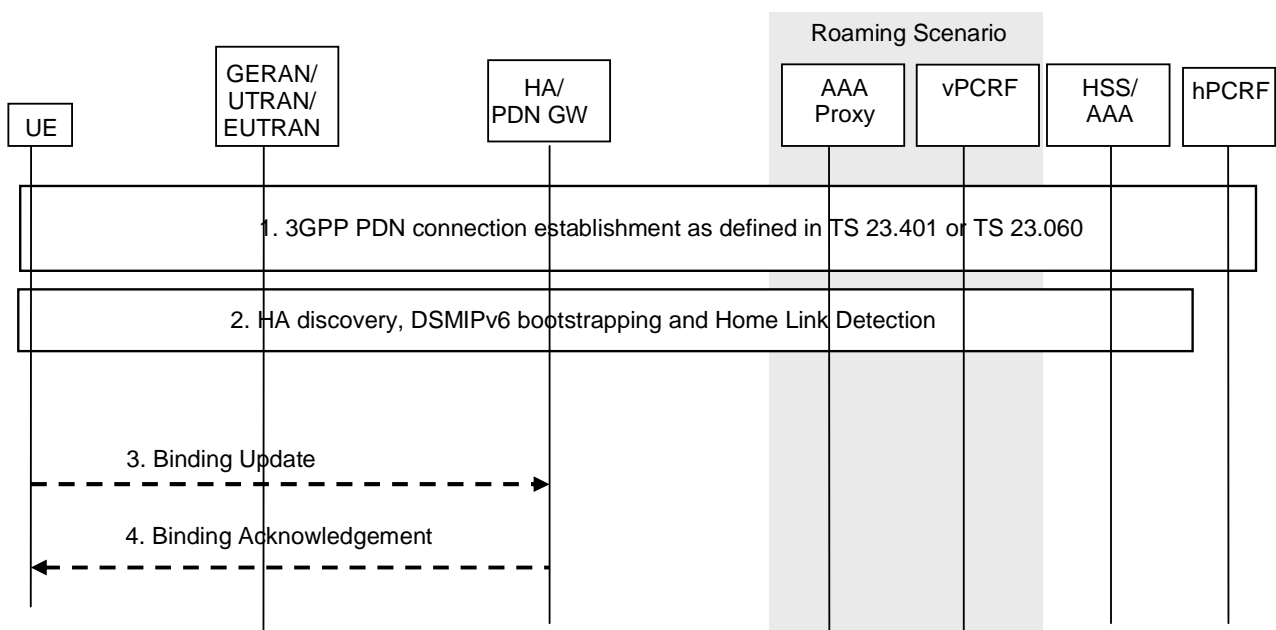 Roaming Scenario
UE
GERAN/
UTRAN/
EUTRAN
HA/
PDN GW
AAA
Proxy
vPCRF
HSS/
AAA
hPCRF
1. 3GPP PDN connection establishment as defined in TS 23.401 or TS 23.060
2. HA discovery, DSMIPv6 bootstrapping and Home Link Detection
3. Binding Update
4. Binding Acknowledgement